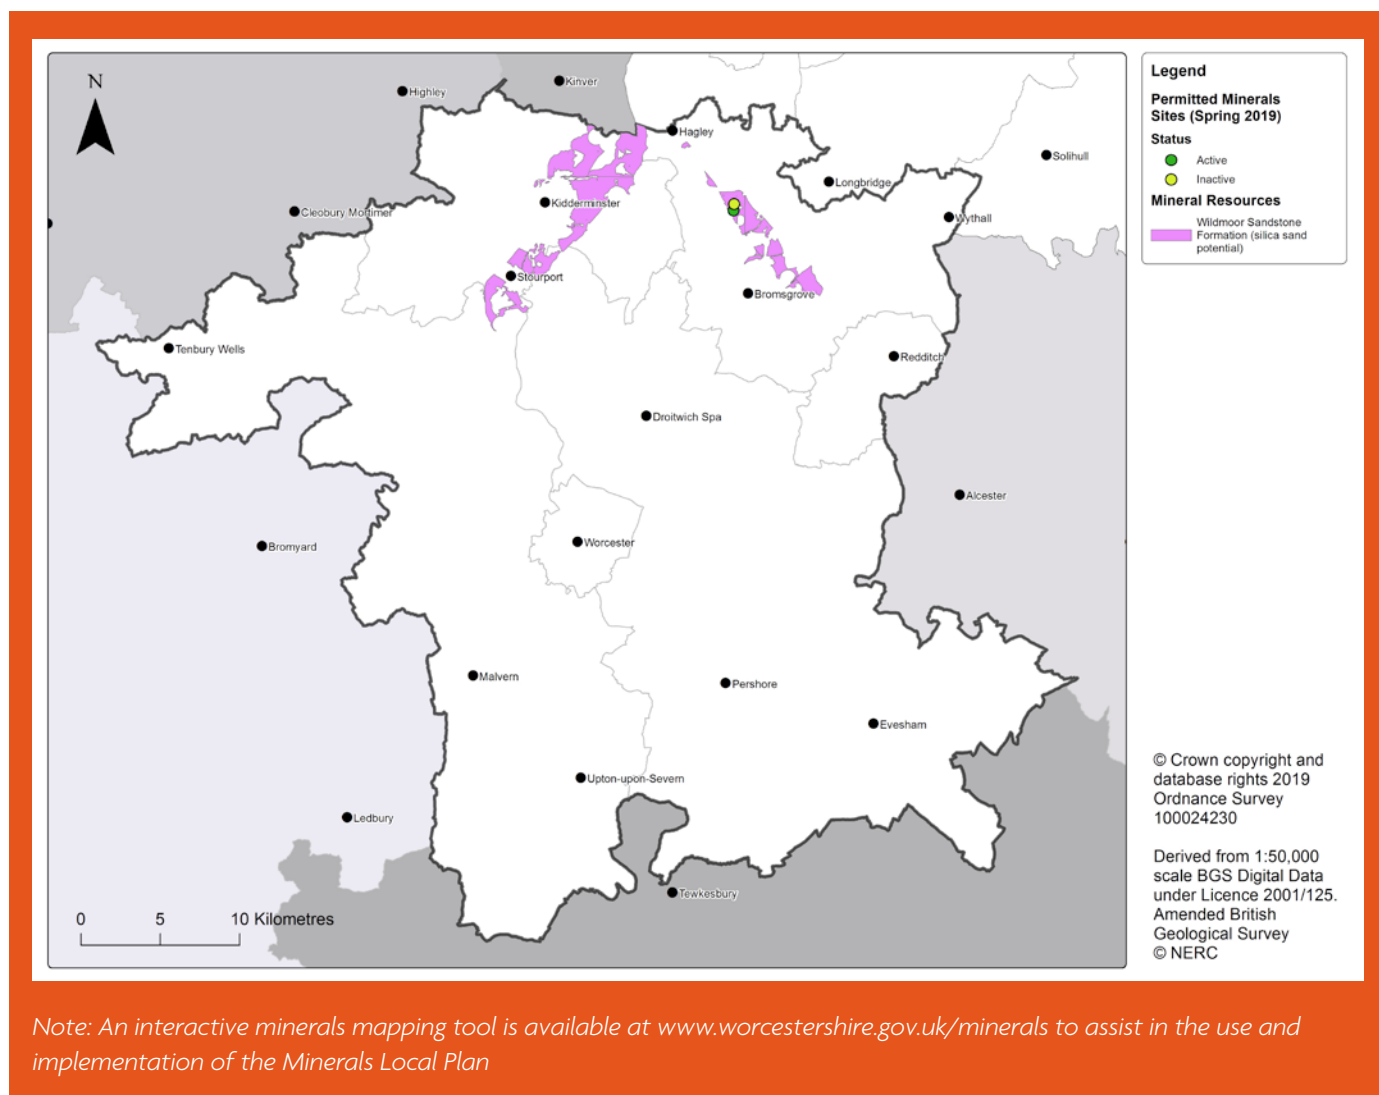 N
Highley
Kinver
Hagley
Solihull
Longbridge
Kidderminster
Cleobury Mortimer
Wythall
Stourport
Bromsgrove
Tenbury Wells
Redditch
Droitwich Spa
Alcester
Worcester
Bromyard
Malvern
Pershore
Evesham
Upton-upon-Severn
Ledbury
Tewkesbury
0 5 10 Kilometres
Legend
Permitted Minerals
Sites (Spring 2019)
Status
Active
Inactive
Mineral Resources
Wildmoor Sandstone
Formation (silica sand
potential)
© Crown copyright and
database rights 2019
Ordnance Survey
100024230
Derived from 1:50,000
scale BGS Digital Data
under Licence 2001/125.
Amended British
Geological Survey
© NERC
Note: An interactive minerals mapping tool is available at www.worcestershire.gov.uk/minerals to assist in the use and
implementation of the Minerals Local Plan